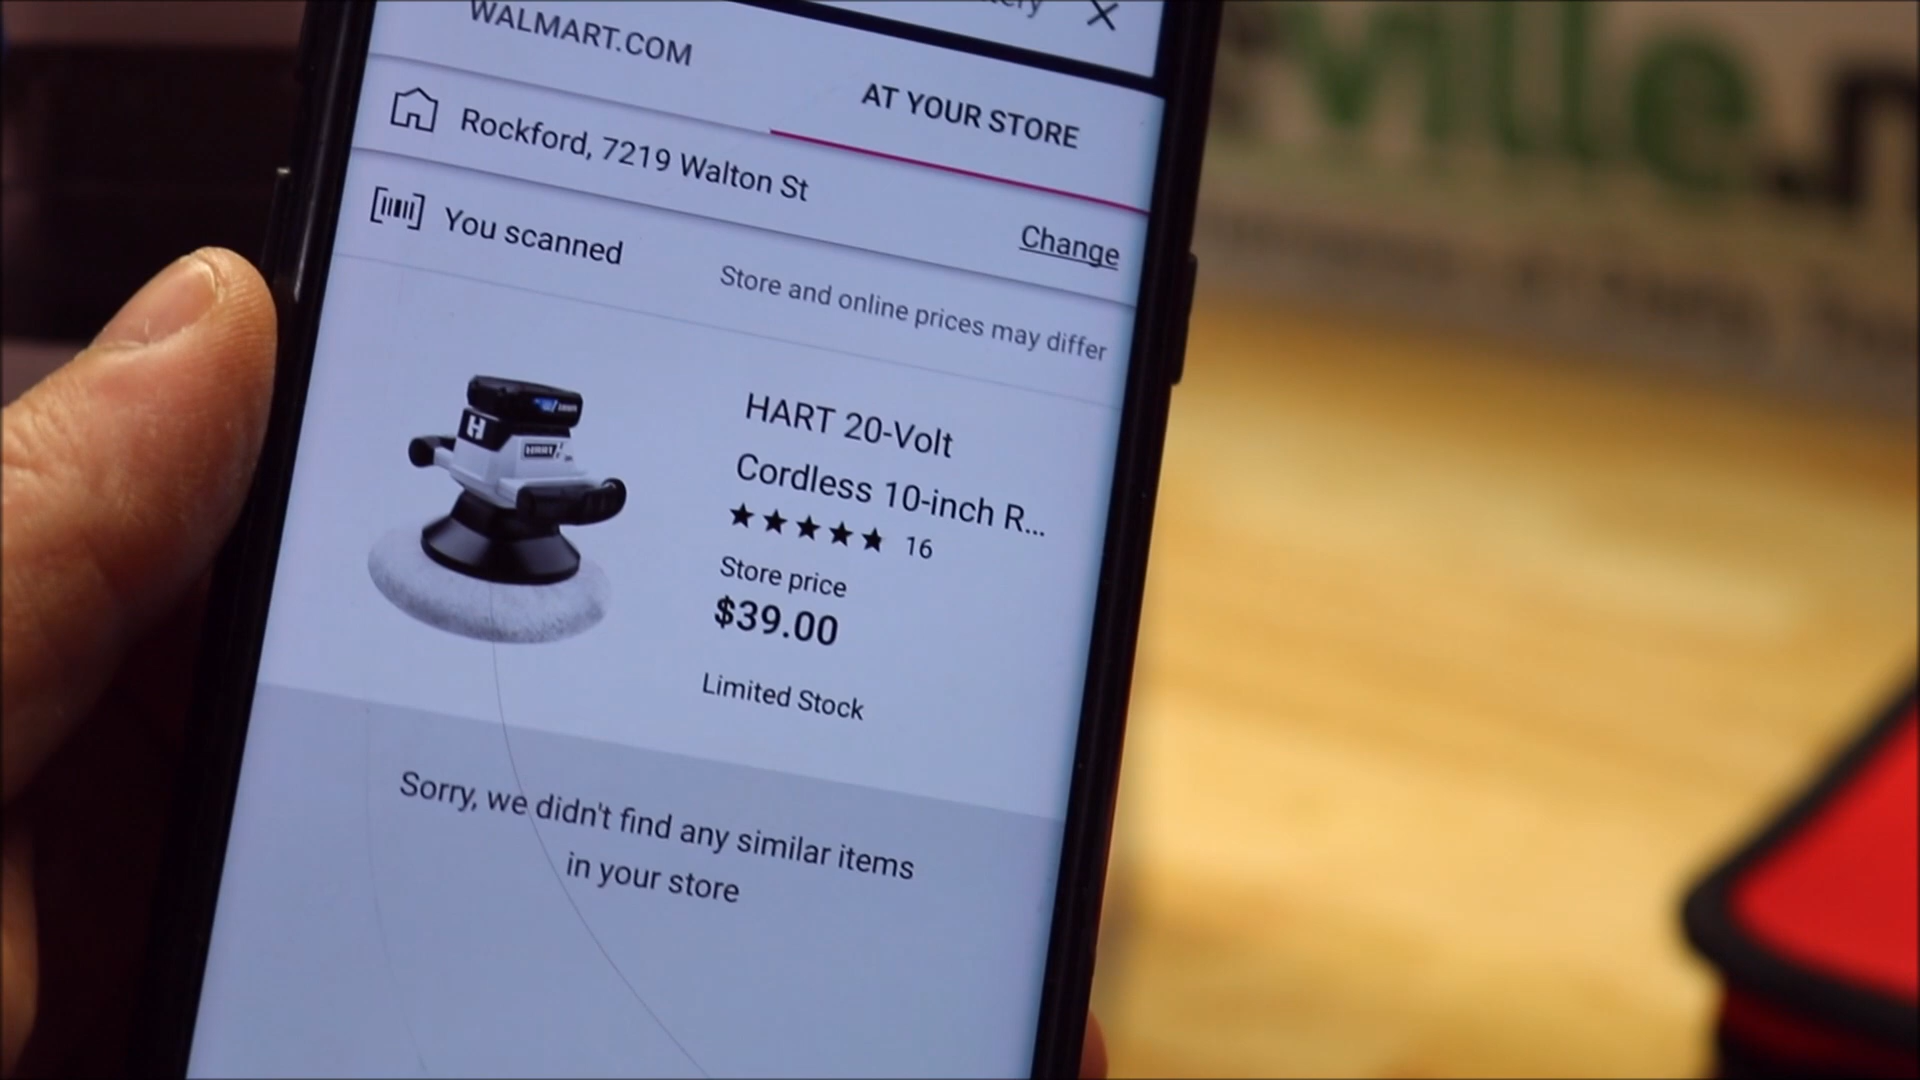 WALMART.COM
AT YOUR STORE
Rockford, 7219 Walton St
Change
You scanned
Store and online prices may differ
HART 20-Volt
Cordless 10-inch R...
16
Store price
$39.00
Limited Stock
Sorry, we didn't find any similar items
in your store
H
HART